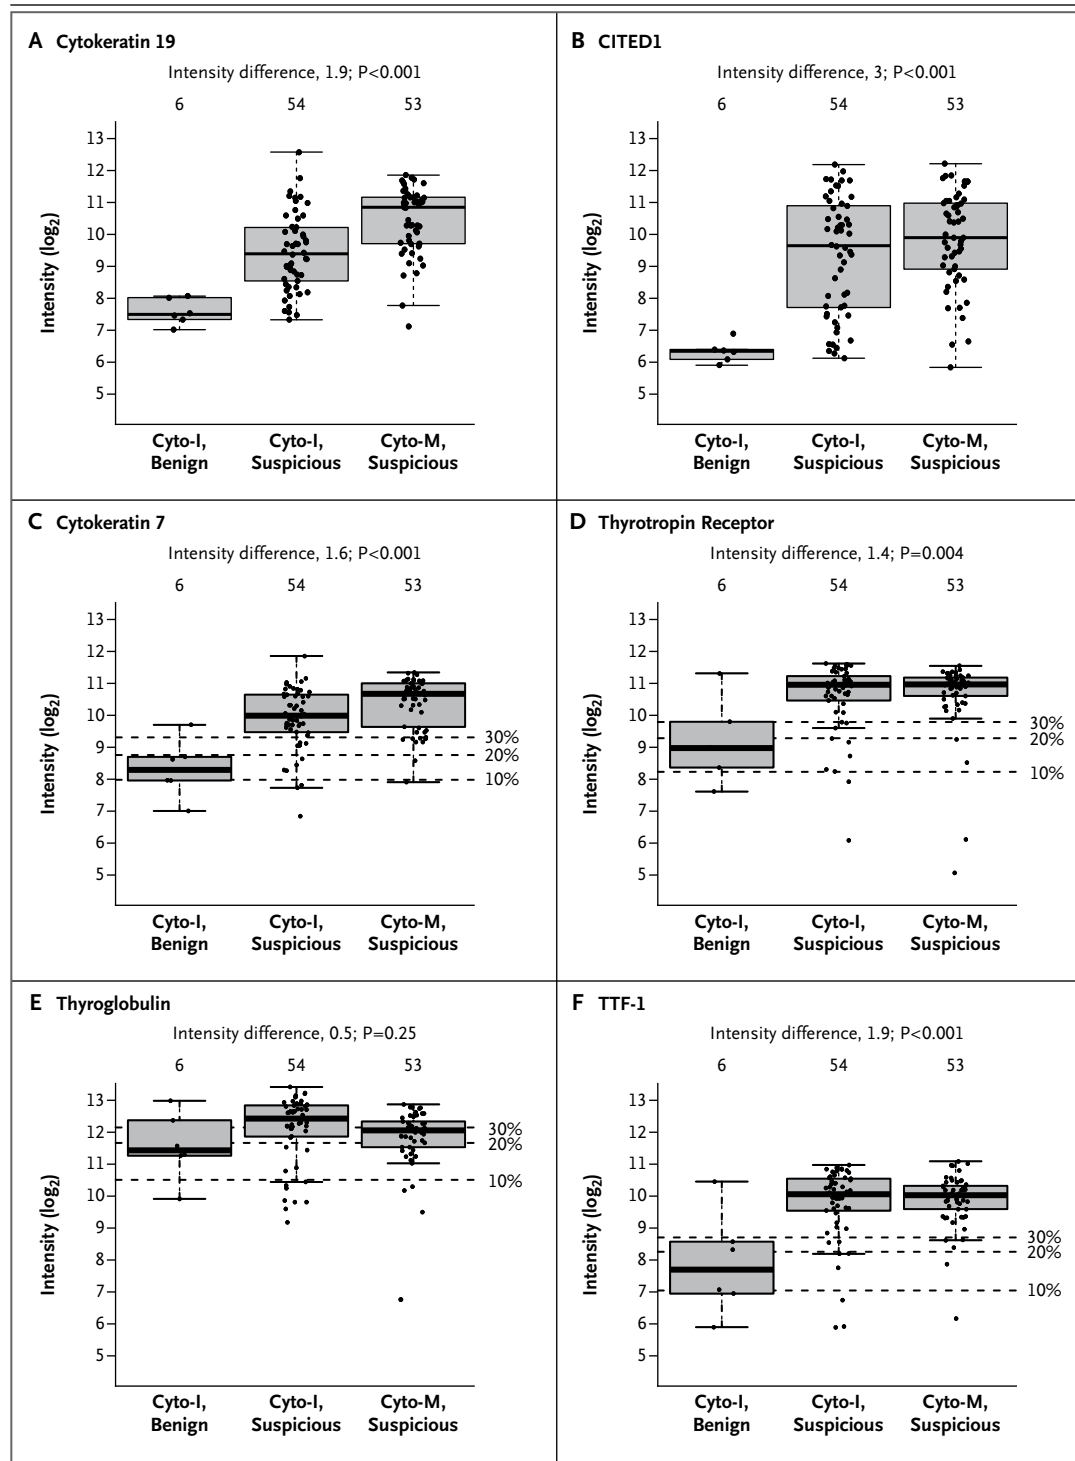 A Cytokeratin 19
Intensity difference, 1.9; P<0.001
6 54 53
13
12
11
10
9
8
7
6
5
Intensity (log2)
Cyto-I, Benign
Cyto-I, Suspicious
Cyto-M, Suspicious
B CITED1
Intensity difference, 3; P<0.001
6 54 53
13
12
11
10
9
8
7
6
5
Intensity (log2)
Cyto-I, Benign
Cyto-I, Suspicious
Cyto-M, Suspicious
C Cytokeratin 7
Intensity difference, 1.6; P<0.001
6 54 53
13
12
11
10
9
8
7
6
5
Intensity (log2)
30%
20%
10%
Cyto-I, Benign
Cyto-I, Suspicious
Cyto-M, Suspicious
D Thyrotropin Receptor
Intensity difference, 1.4; P=0.004
6 54 53
13
12
11
10
9
8
7
6
5
Intensity (log2)
30%
20%
10%
Cyto-I, Benign
Cyto-I, Suspicious
Cyto-M, Suspicious
E Thyroglobulin
Intensity difference, 0.5; P=0.25
6 54 53
13
12
11
10
9
8
7
6
5
Intensity (log2)
30%
20%
10%
Cyto-I, Benign
Cyto-I, Suspicious
Cyto-M, Suspicious
F TTF-1
Intensity difference, 1.9; P<0.001
6 54 53
13
12
11
10
9
8
7
6
5
Intensity (log2)
30%
20%
10%
Cyto-I, Benign
Cyto-I, Suspicious
Cyto-M, Suspicious